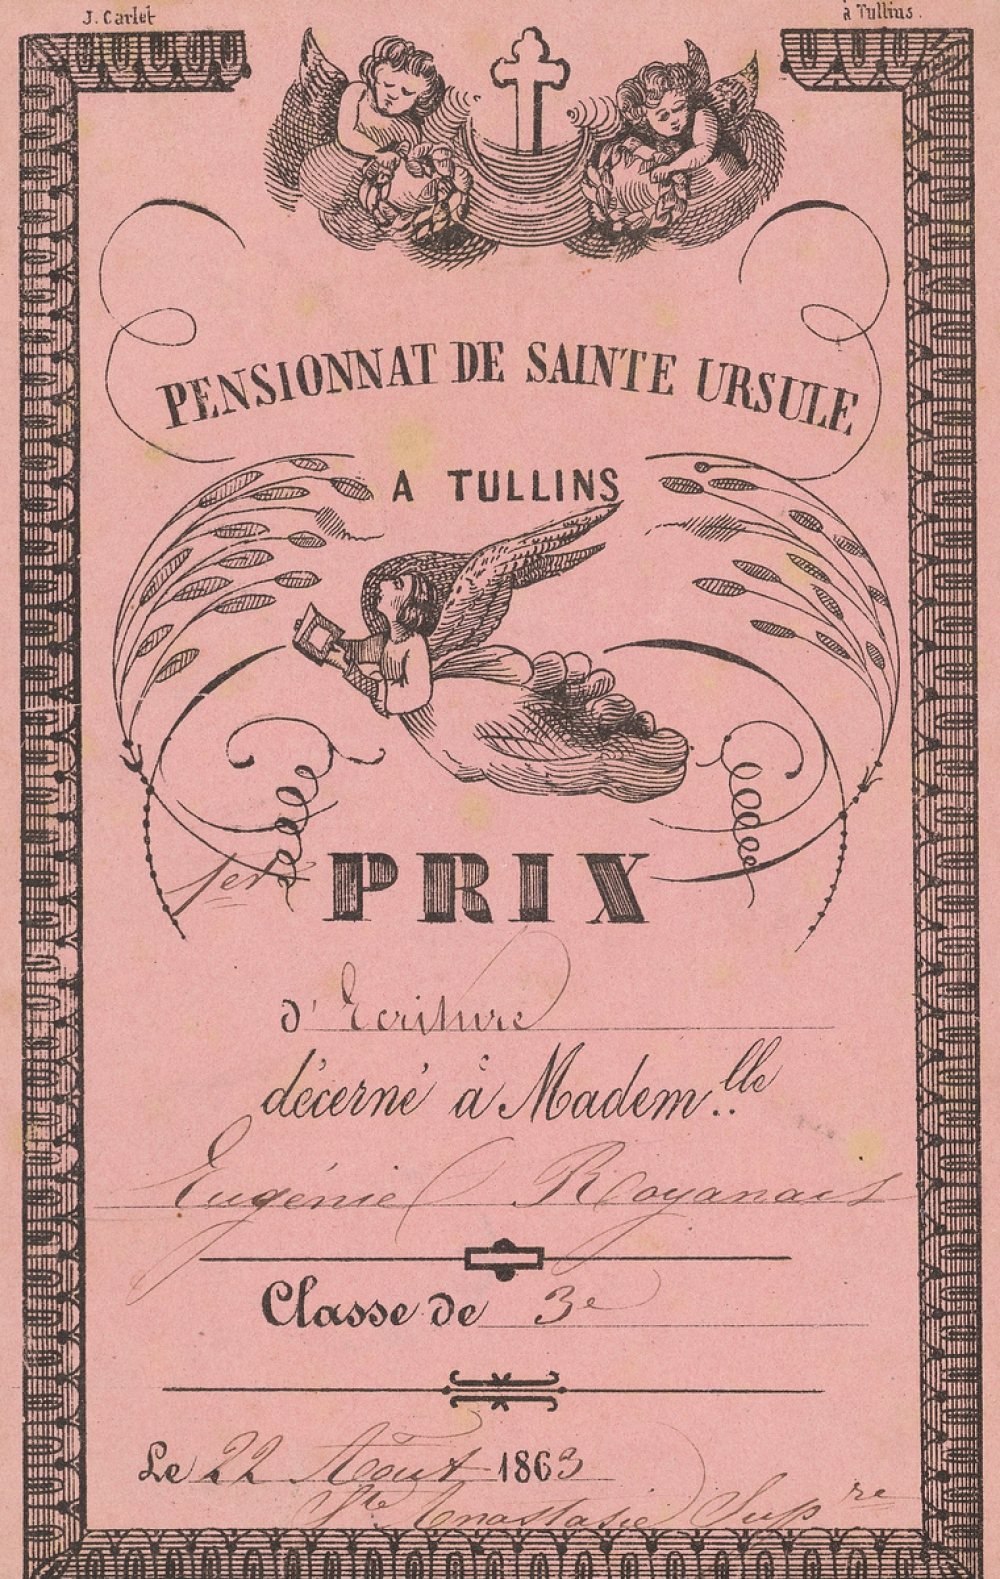 J. Carlet
à Tullins.
PENSIONNAT DE SAINTE URSULE
A TULLINS
1er PRIX
d'Ecriture
décerné à Madem.lle
Eugénie Royanais
Classe de 3e
Le 22 Août 1863
Ste Anastasie Supre